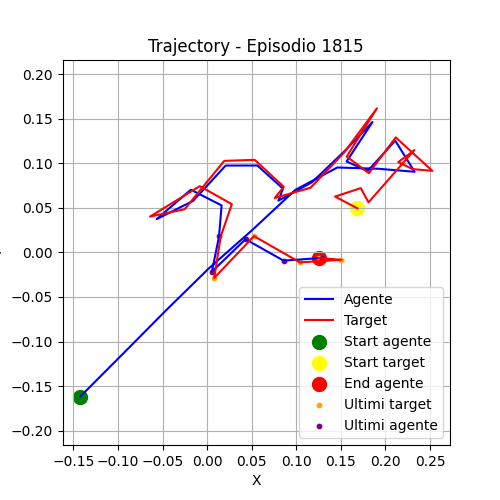 Trajectory - Episodio 1815
0.20
0.15
0.10
0.05
0.00
−0.05
−0.10
−0.15
−0.20
Agente
Target
Start agente
Start target
End agente
Ultimi target
Ultimi agente
−0.15 −0.10 −0.05 0.00 0.05 0.10 0.15 0.20 0.25
X